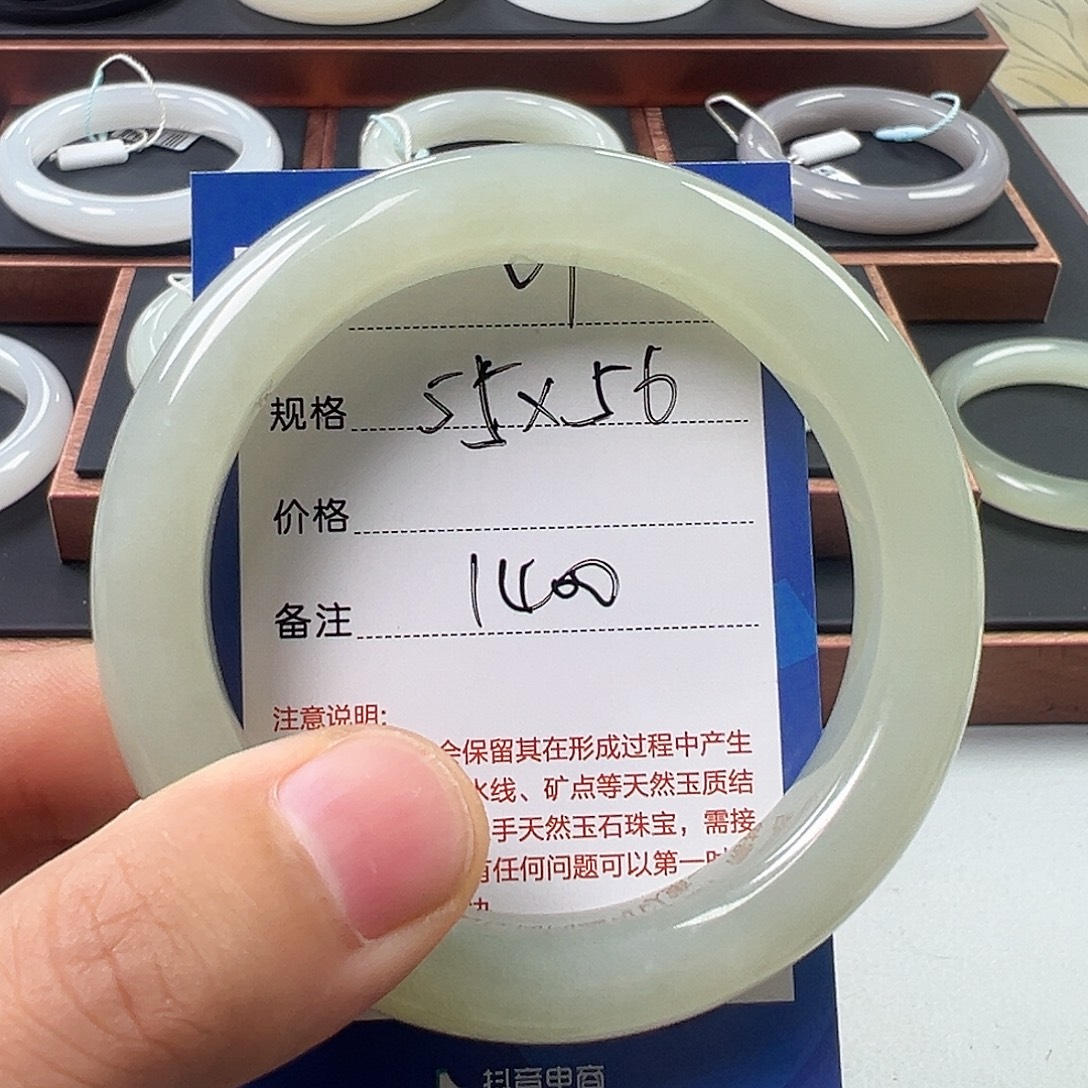 规格 55×56
价格
备注 1400
注意说明:
会保留其在形成过程中产生
水线、矿点等天然玉质结
手天然玉石珠宝，需接
有任何问题可以第一时
抖音电商